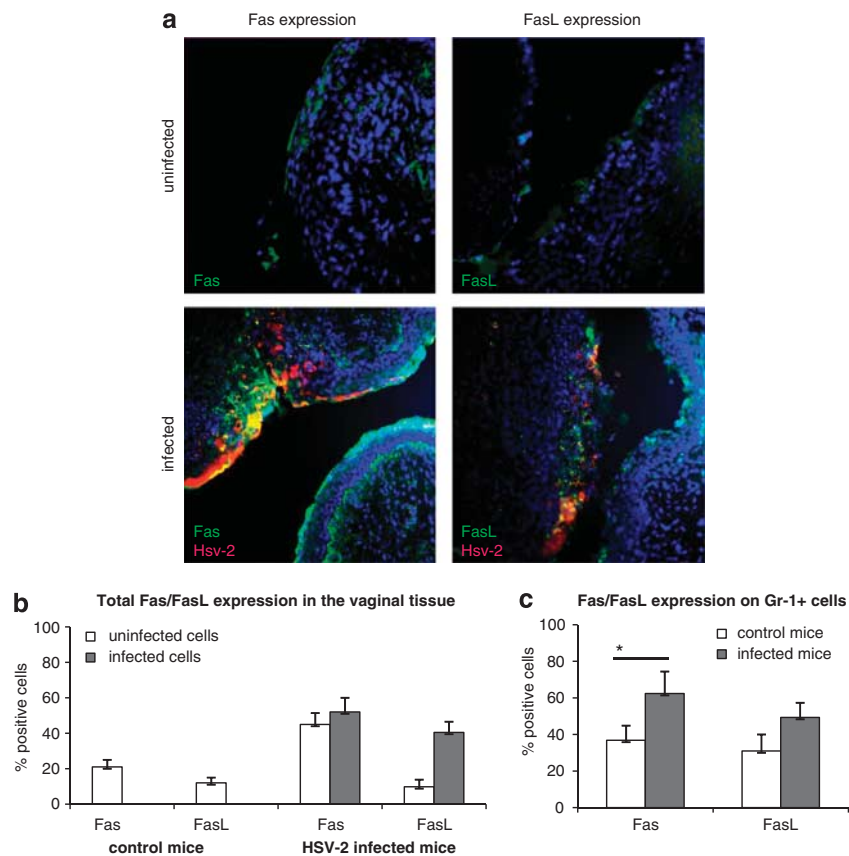 a
Fas expression
FasL expression
uninfected
Fas
FasL
infected
Fas
Hsv-2
FasL
Hsv-2
b
Total Fas/FasL expression in the vaginal tissue
% positive cells
100
80
60
40
20
0
uninfected cells
infected cells
Fas
FasL
Fas
FasL
control mice
HSV-2 infected mice
c
Fas/FasL expression on Gr-1+ cells
% positive cells
100
80
60
40
20
0
control mice
infected mice
*
Fas
FasL